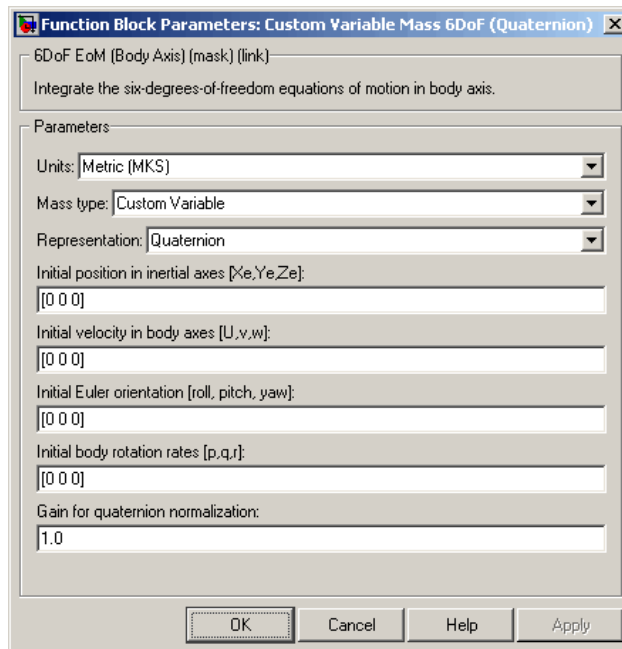 Function Block Parameters: Custom Variable Mass 6DoF (Quaternion)
6DoF EoM (Body Axis) (mask) (link)
Integrate the six-degrees-of-freedom equations of motion in body axis.
Parameters
Units: Metric (MKS)
Mass type: Custom Variable
Representation: Quaternion
Initial position in inertial axes [Xe,Ye,Ze]:
[0 0 0]
Initial velocity in body axes [U,v,w]:
[0 0 0]
Initial Euler orientation [roll, pitch, yaw]:
[0 0 0]
Initial body rotation rates [p,q,r]:
[0 0 0]
Gain for quaternion normalization:
1.0
OK Cancel Help Apply